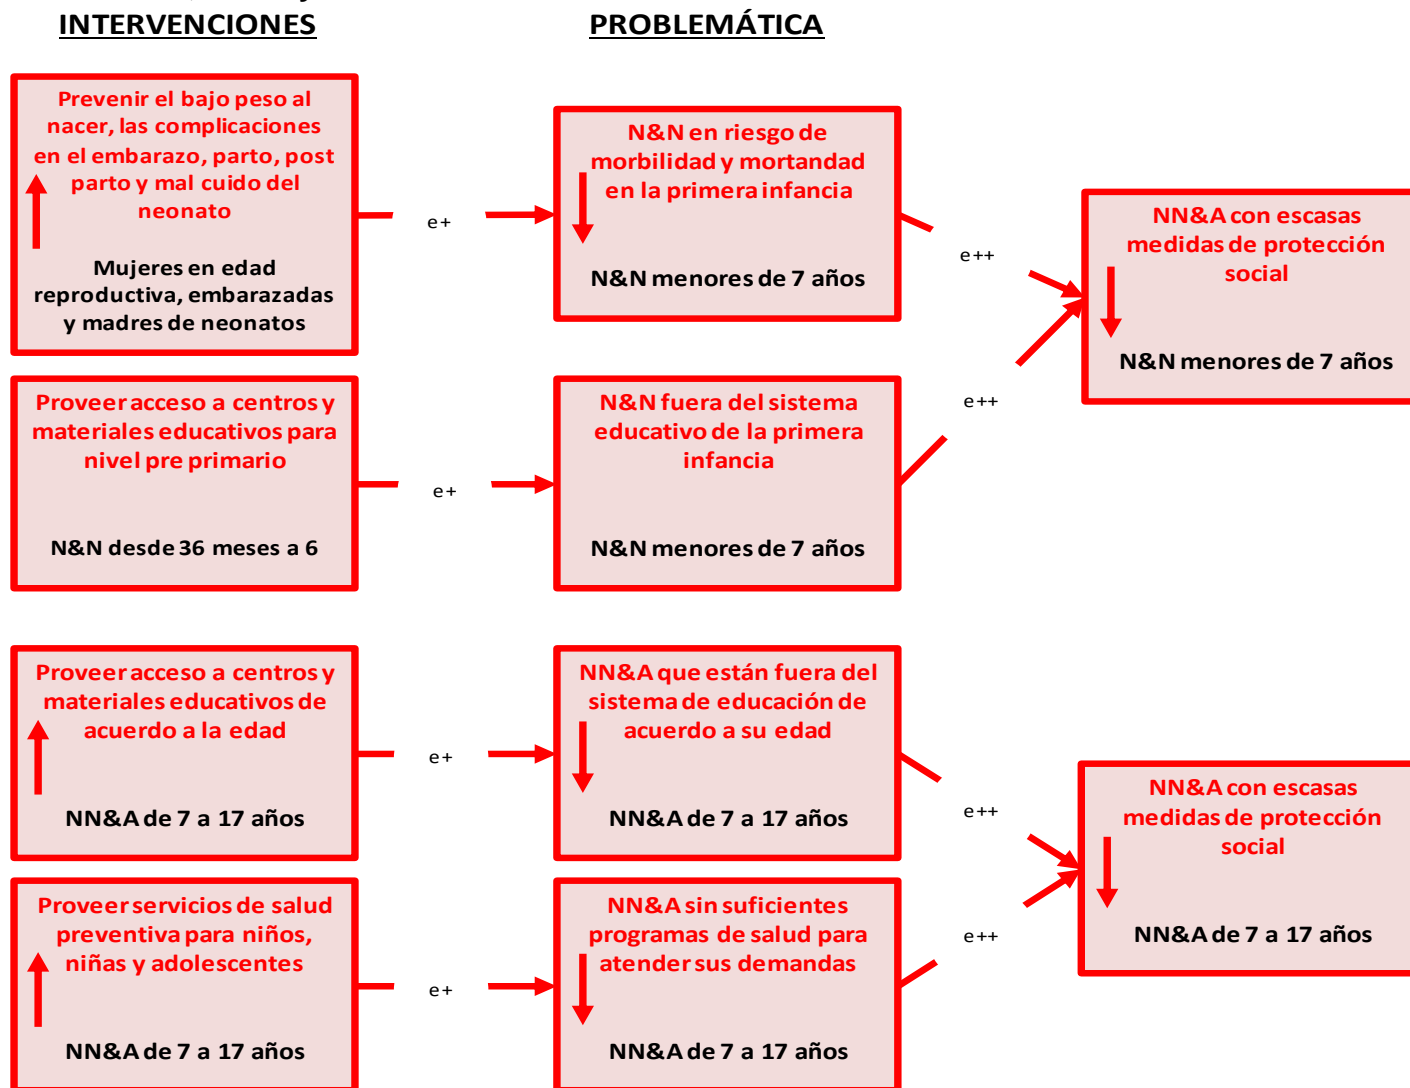 INTERVENCIONES
PROBLEMÁTICA
Prevenir el bajo peso al
nacer, las complicaciones
en el embarazo, parto, post
parto y mal cuido del
neonato
Mujeres en edad
reproductiva, embarazadas
y madres de neonatos
e+
N&N en riesgo de
morbilidad y mortandad
en la primera infancia
N&N menores de 7 años
e++
NN&A con escasas
medidas de protección
social
N&N menores de 7 años
Proveer acceso a centros y
materiales educativos para
nivel pre primario
N&N desde 36 meses a 6
e+
N&N fuera del sistema
educativo de la primera
infancia
N&N menores de 7 años
e++
Proveer acceso a centros y
materiales educativos de
acuerdo a la edad
NN&A de 7 a 17 años
e+
NN&A que están fuera del
sistema de educación de
acuerdo a su edad
NN&A de 7 a 17 años
e++
NN&A con escasas
medidas de protección
social
NN&A de 7 a 17 años
Proveer servicios de salud
preventiva para niños,
niñas y adolescentes
NN&A de 7 a 17 años
e+
NN&A sin suficientes
programas de salud para
atender sus demandas
NN&A de 7 a 17 años
e++